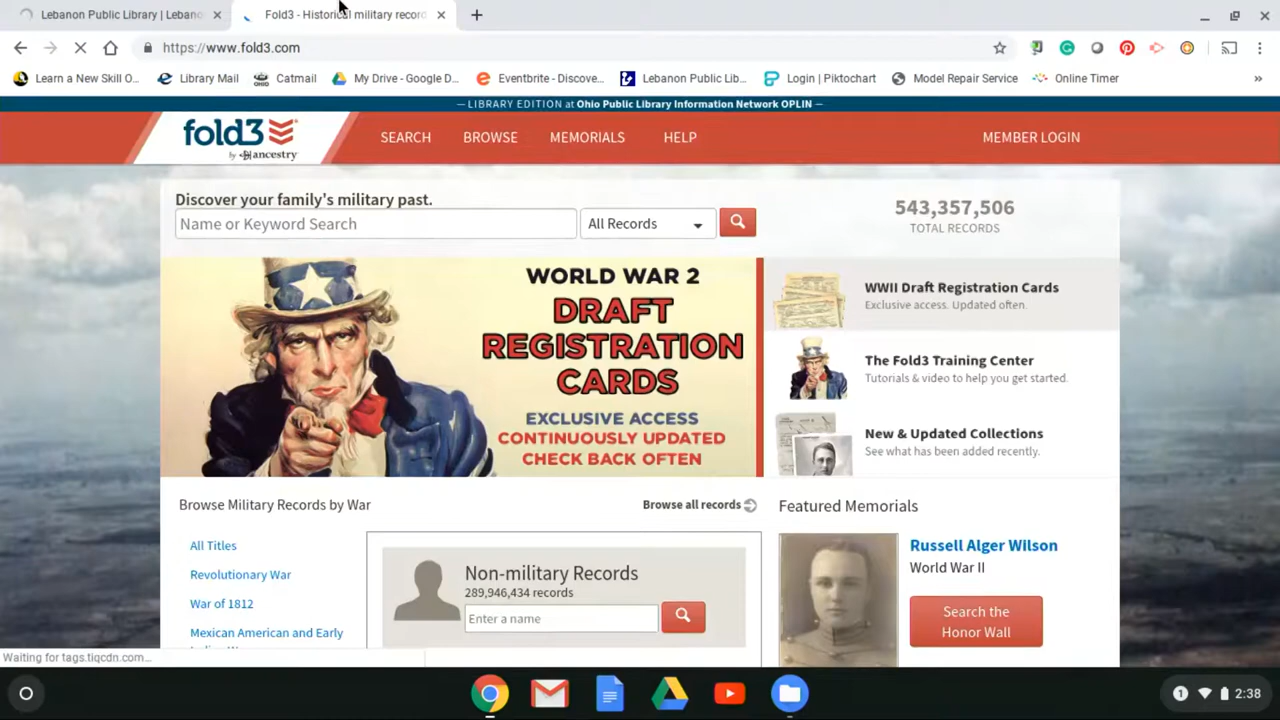 Lebanon Public Library | Lebano
Fold3 - Historical military record
https://www.fold3.com
Learn a New Skill O...
Library Mail
Catmail
My Drive - Google D...
Eventbrite - Discove...
Lebanon Public Lib...
Login | Piktochart
Model Repair Service
Online Timer
»
— LIBRARY EDITION at Ohio Public Library Information Network OPLIN —
fold3
by ancestry
SEARCH
BROWSE
MEMORIALS
HELP
MEMBER LOGIN
Discover your family's military past.
Name or Keyword Search
All Records
543,357,506
TOTAL RECORDS
WORLD WAR 2
DRAFT
REGISTRATION
CARDS
EXCLUSIVE ACCESS
CONTINUOUSLY UPDATED
CHECK BACK OFTEN
WWII Draft Registration Cards
Exclusive access. Updated often.
The Fold3 Training Center
Tutorials & video to help you get started.
New & Updated Collections
See what has been added recently.
Browse Military Records by War
Browse all records
All Titles
Revolutionary War
War of 1812
Mexican American and Early
Non-military Records
289,946,434 records
Enter a name
Featured Memorials
Russell Alger Wilson
World War II
Search the
Honor Wall
Waiting for tags.tiqcdn.com...
1
2:38